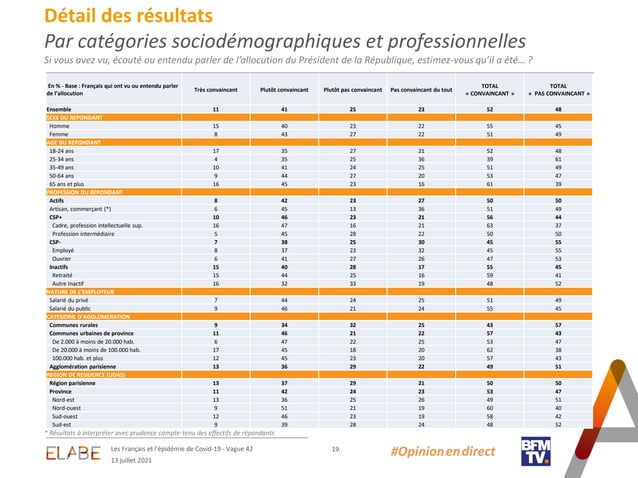 Détail des résultats
Par catégories sociodémographiques et professionnelles
Si vous avez vu, écouté ou entendu parler de l'allocution du Président de la République, estimez-vous qu'il a été… ?
En % - Base : Français qui ont vu ou entendu parler de l'allocution Très convaincant Plutôt convaincant Plutôt pas convaincant Pas convaincant du tout TOTAL « CONVAINCANT » TOTAL « PAS CONVAINCANT »
Ensemble 11 41 25 23 52 48
SEXE DU REPONDANT
Homme 15 40 23 22 55 45
Femme 8 43 27 22 51 49
AGE DU REPONDANT
18-24 ans 17 35 27 21 52 48
25-34 ans 4 35 25 36 39 61
35-49 ans 10 41 24 25 51 49
50-64 ans 9 44 27 20 53 47
65 ans et plus 16 45 23 16 61 39
PROFESSION DU REPONDANT
Actifs 8 42 23 27 50 50
Artisan, commerçant (*) 6 45 13 36 51 49
CSP+ 10 46 23 21 56 44
Cadre, profession intellectuelle sup. 16 47 16 21 63 37
Profession intermédiaire 5 45 28 22 50 50
CSP- 7 38 25 30 45 55
Employé 8 37 23 32 45 55
Ouvrier 6 41 27 26 47 53
Inactifs 15 40 28 17 55 45
Retraité 15 44 25 16 59 41
Autre inactif 16 32 33 19 48 52
NATURE DE L'EMPLOYEUR
Salarié du privé 7 44 24 25 51 49
Salarié du public 9 46 21 24 55 45
CATEGORIE D'AGGLOMERATION
Communes rurales 9 34 32 25 43 57
Communes urbaines de province 11 46 21 22 57 43
De 2.000 à moins de 20.000 hab. 6 47 22 25 53 47
De 20.000 à moins de 100.000 hab. 17 45 18 20 62 38
100.000 hab. et plus 12 45 23 20 57 43
Agglomération parisienne 13 36 29 22 49 51
REGION DE RESIDENCE (UDA5)
Région parisienne 13 37 29 21 50 50
Province 11 42 24 23 53 47
Nord-est 13 36 25 26 49 51
Nord-ouest 9 51 21 19 60 40
Sud-ouest 12 46 23 19 58 42
Sud-est 9 39 28 24 48 52
* Résultats à interpréter avec prudence compte-tenu des effectifs de répondants
ELABE
Les Français et l'épidémie de Covid-19 - Vague 42
13 juillet 2021
19
#Opinionendirect
BFM
TV.